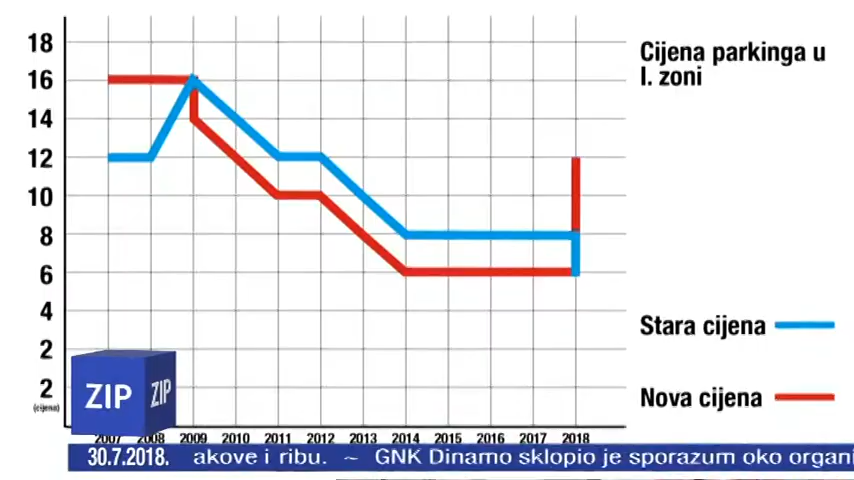 18
16
14
12
10
8
6
4
2
2
(cijena)
Cijena parkinga u
I. zoni
Stara cijena
Nova cijena
ZIP
ZIP
2007 2008 2009 2010 2011 2012 2013 2014 2015 2016 2017 2018
30.7.2018. akove i ribu. ~ GNK Dinamo sklopio je sporazum oko organi